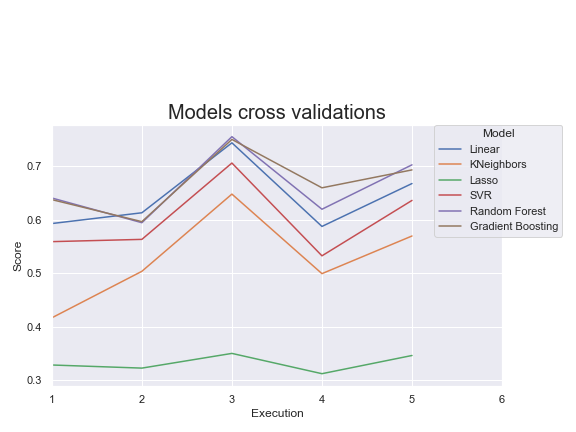 Models cross validations
Model
Linear
KNeighbors
Lasso
SVR
Random Forest
Gradient Boosting
Score
0.7
0.6
0.5
0.4
0.3
1 2 3 4 5 6
Execution